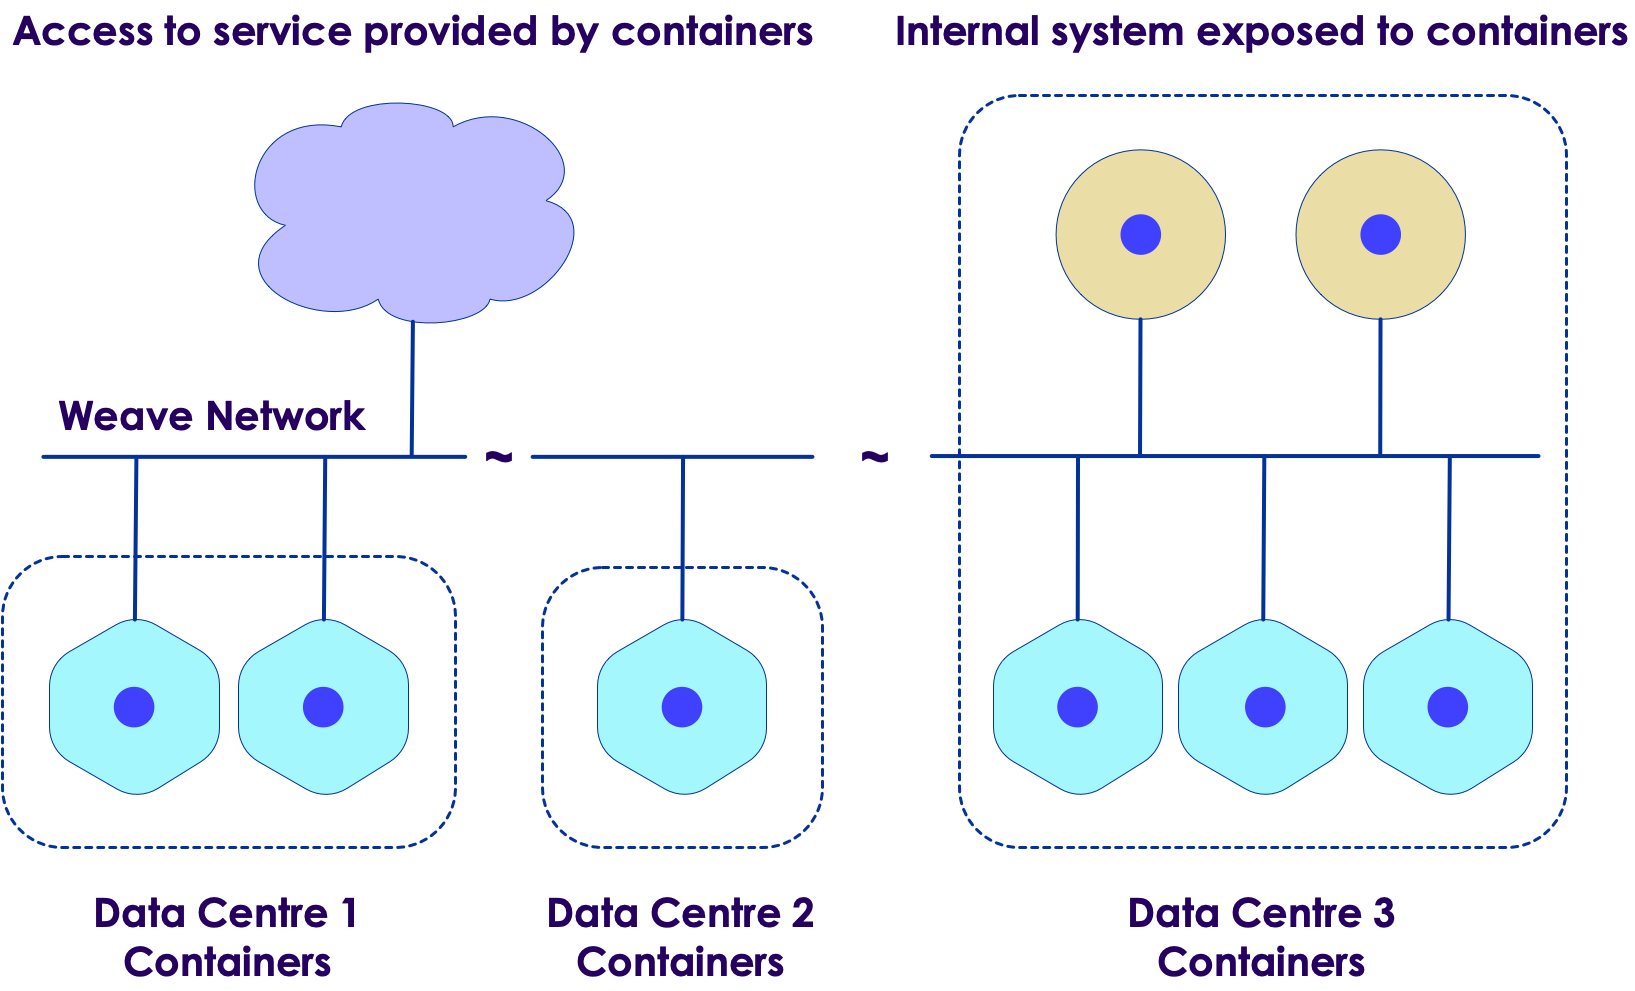 Access to service provided by containers
Internal system exposed to containers
Weave Network
~
~
Data Centre 1
Containers
Data Centre 2
Containers
Data Centre 3
Containers